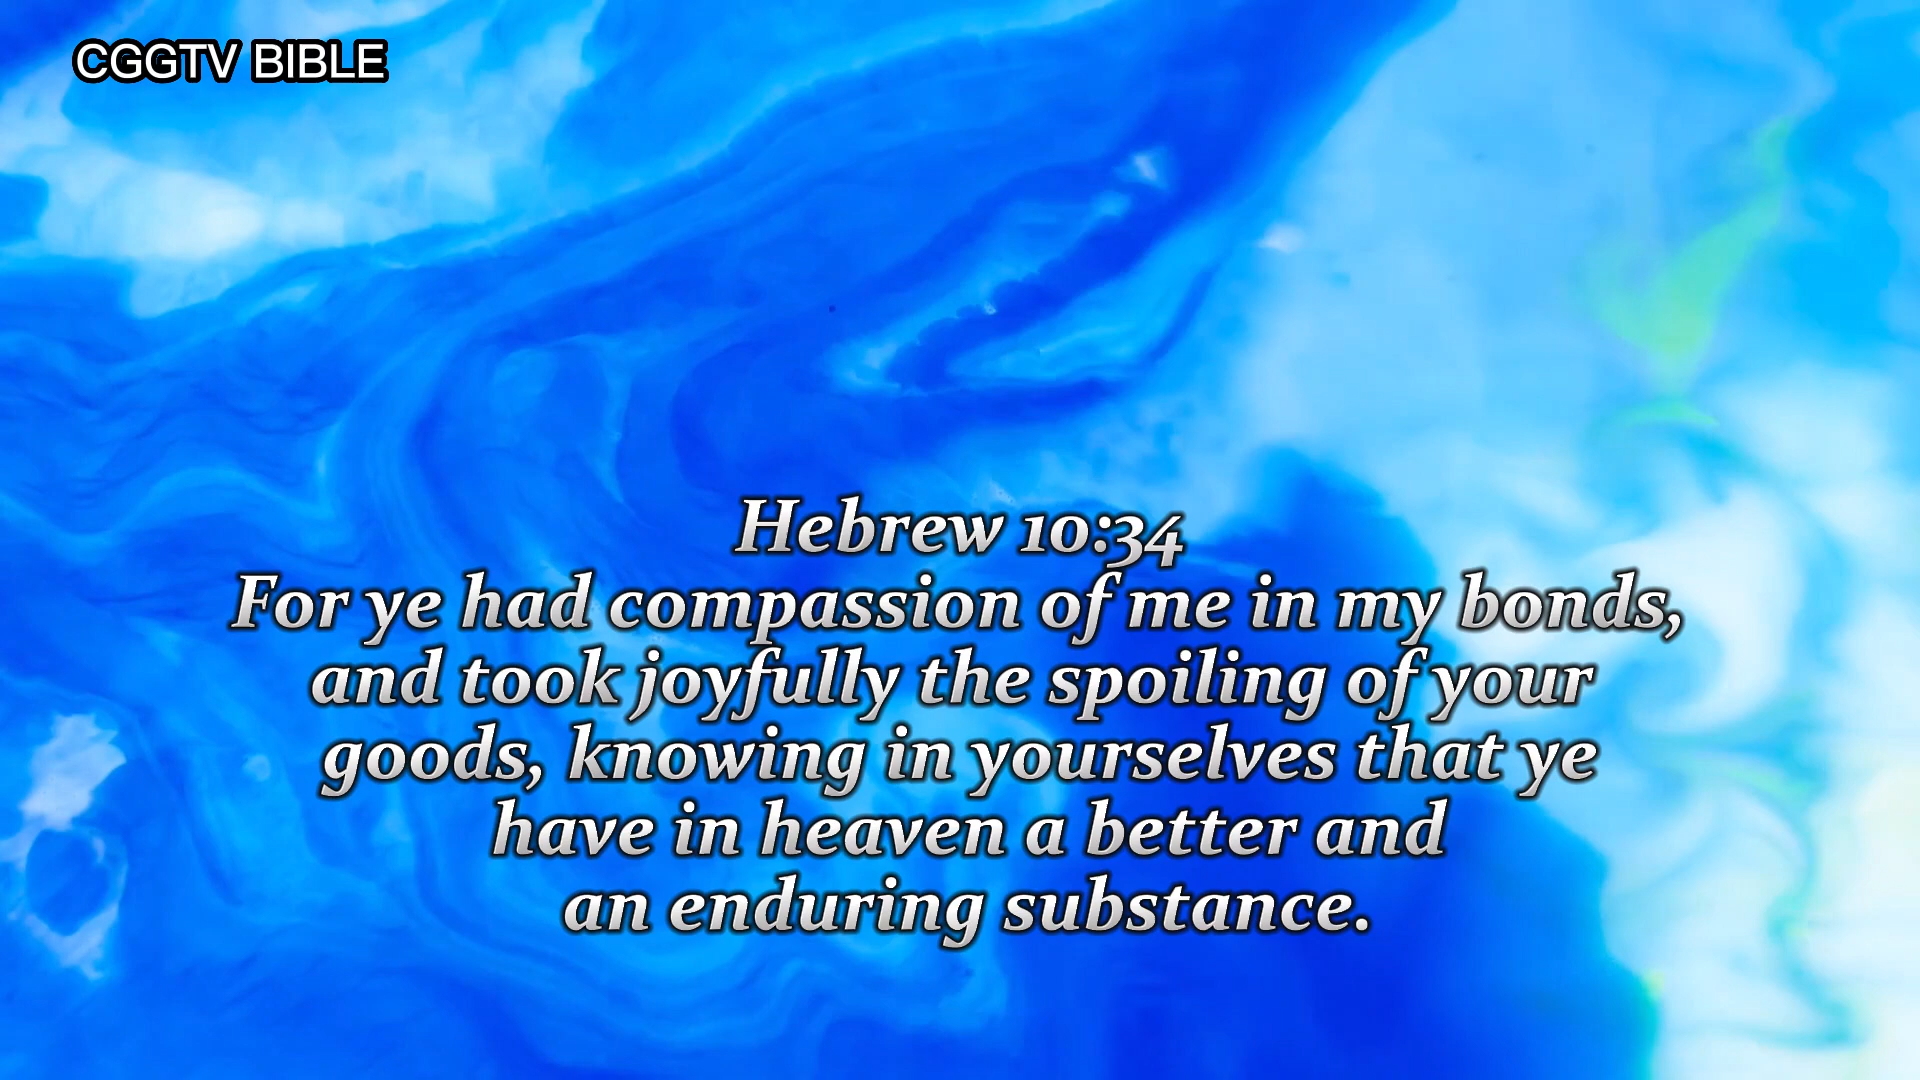 CGGTV BIBLE
Hebrew 10:34
For ye had compassion of me in my bonds,
and took joyfully the spoiling of your
goods, knowing in yourselves that ye
have in heaven a better and
an enduring substance.